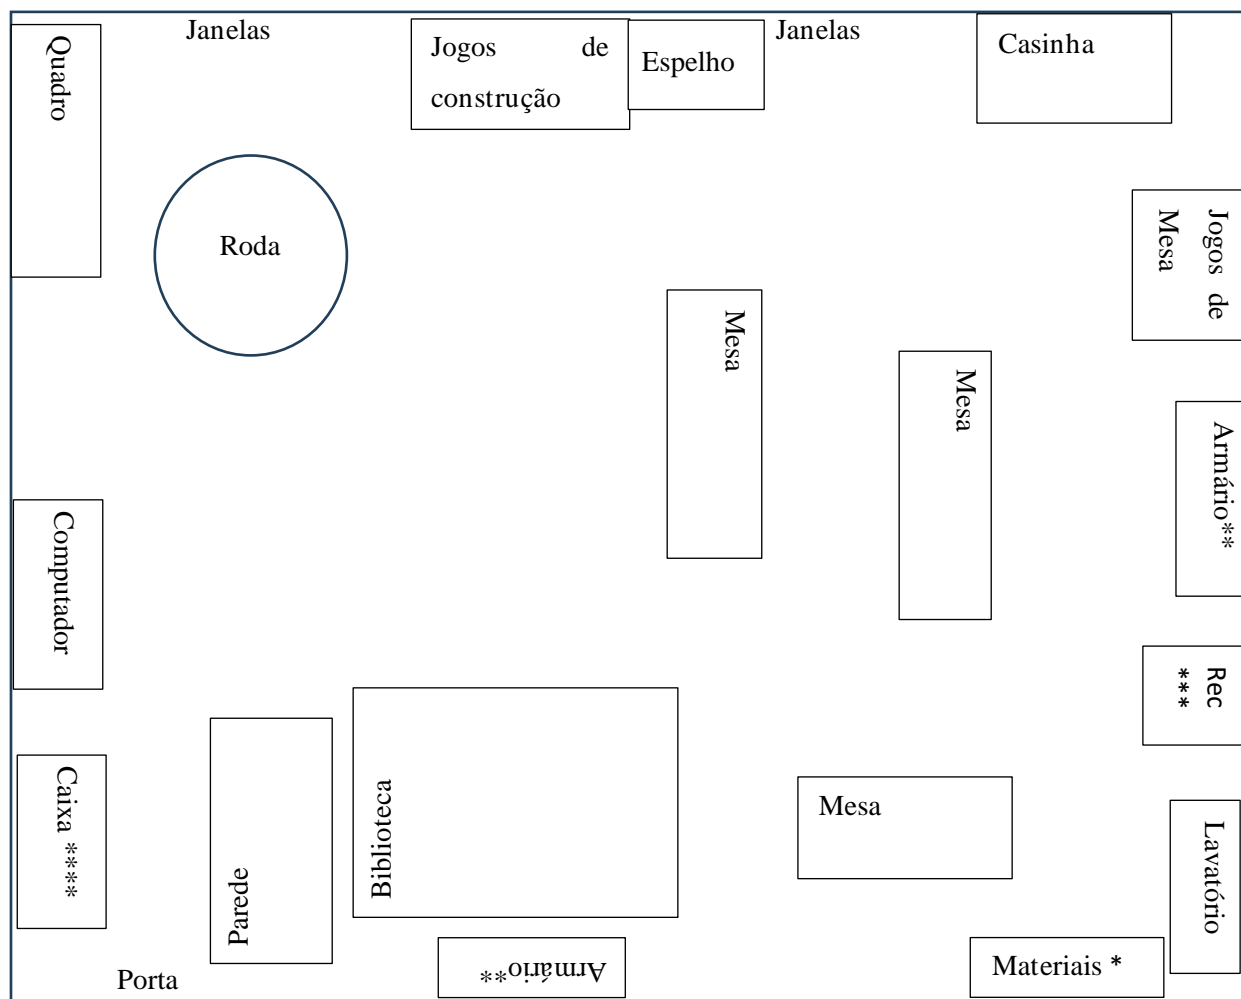 Janelas
Janelas
Quadro
Jogos de
construção
Espelho
Casinha
Roda
Jogos de
Mesa
Mesa
Mesa
Armário**
Computador
Rec
***
Caixa ****
Parede
Biblioteca
Mesa
Lavatório
Armário**
Materiais *
Porta